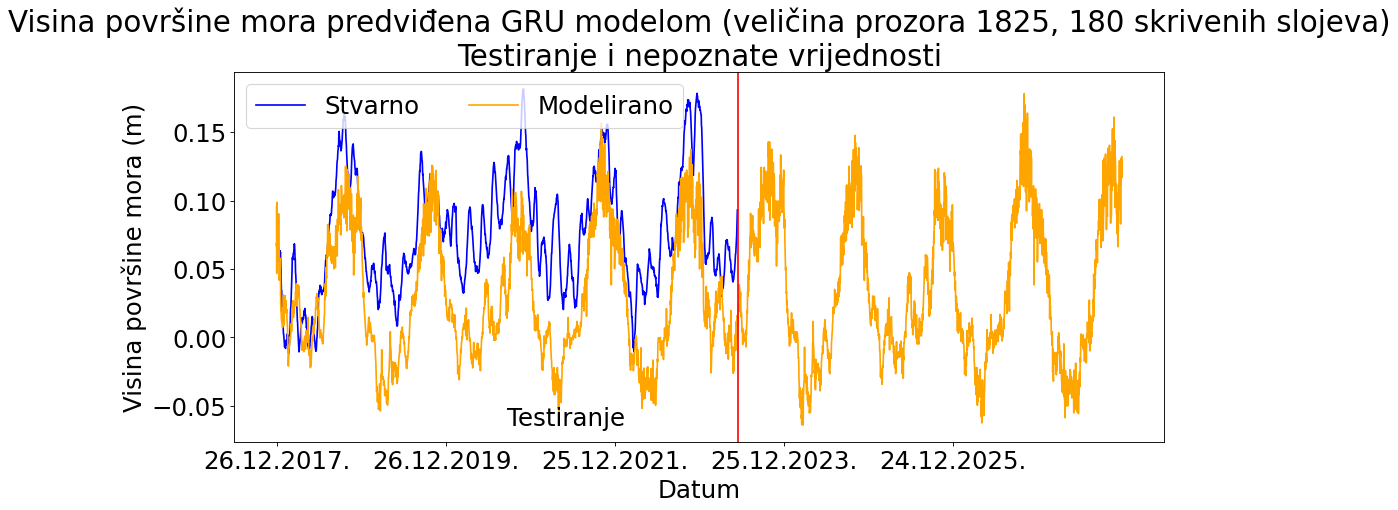 Visina površine mora predviđena GRU modelom (veličina prozora 1825, 180 skrivenih slojeva)
Testiranje i nepoznate vrijednosti
Stvarno Modelirano
Visina površine mora (m)
0.15
0.10
0.05
0.00
−0.05
Testiranje
26.12.2017. 26.12.2019. 25.12.2021. 25.12.2023. 24.12.2025.
Datum